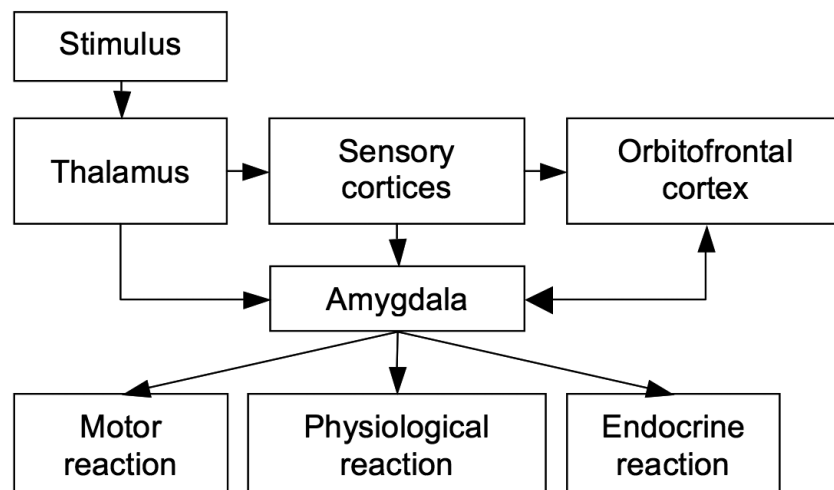 Stimulus
Thalamus
Sensory
cortices
Orbitofrontal
cortex
Amygdala
Motor
reaction
Physiological
reaction
Endocrine
reaction